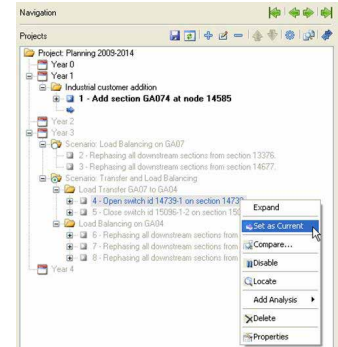 Navigation
Projects
Project: Planning 2009-2014
Year 0
Year 1
Industrial customer addition
1 - Add section GA074 at node 14585
Year 2
Year 3
Scenario: Load Balancing on GA07
2 - Rephasing all downstream sections from section 13376.
3 - Rephasing all downstream sections from section 14677.
Scenario: Transfer and Load Balancing
Load Transfer GA07 to GA04
4 - Open switch id 14739-1 on section 14739
5 - Close switch id 15096-1-2 on section 150
Load Balancing on GA04
6 - Rephasing all downstream sections from
7 - Rephasing all downstream sections from
8 - Rephasing all downstream sections from
Year 4
Expand
Set as Current
Compare...
Disable
Locate
Add Analysis
Delete
Properties